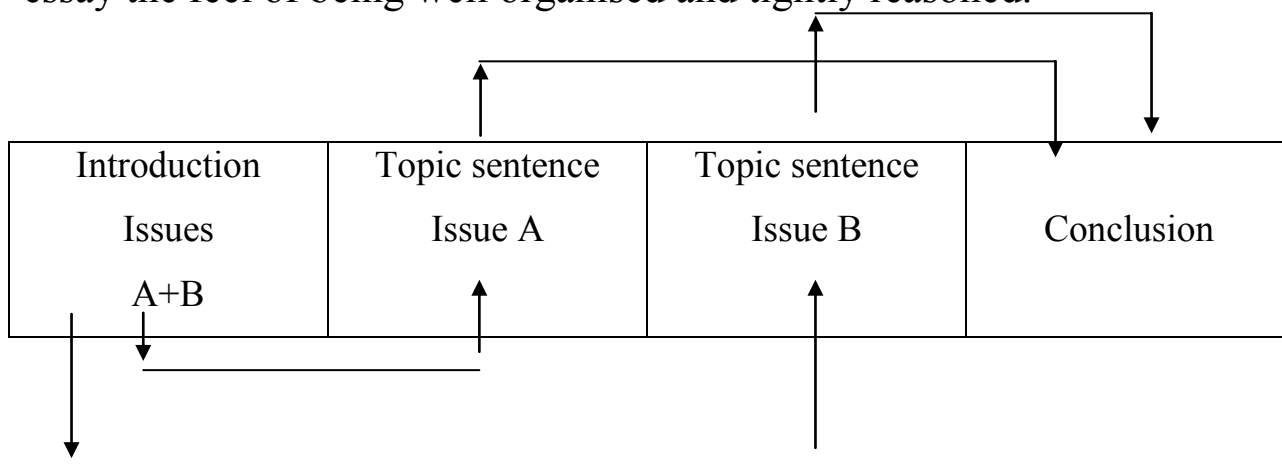 essay the feel of being well organised and tightly reasoned.
Introduction
Issues
A+B
Topic sentence
Issue A
Topic sentence
Issue B
Conclusion